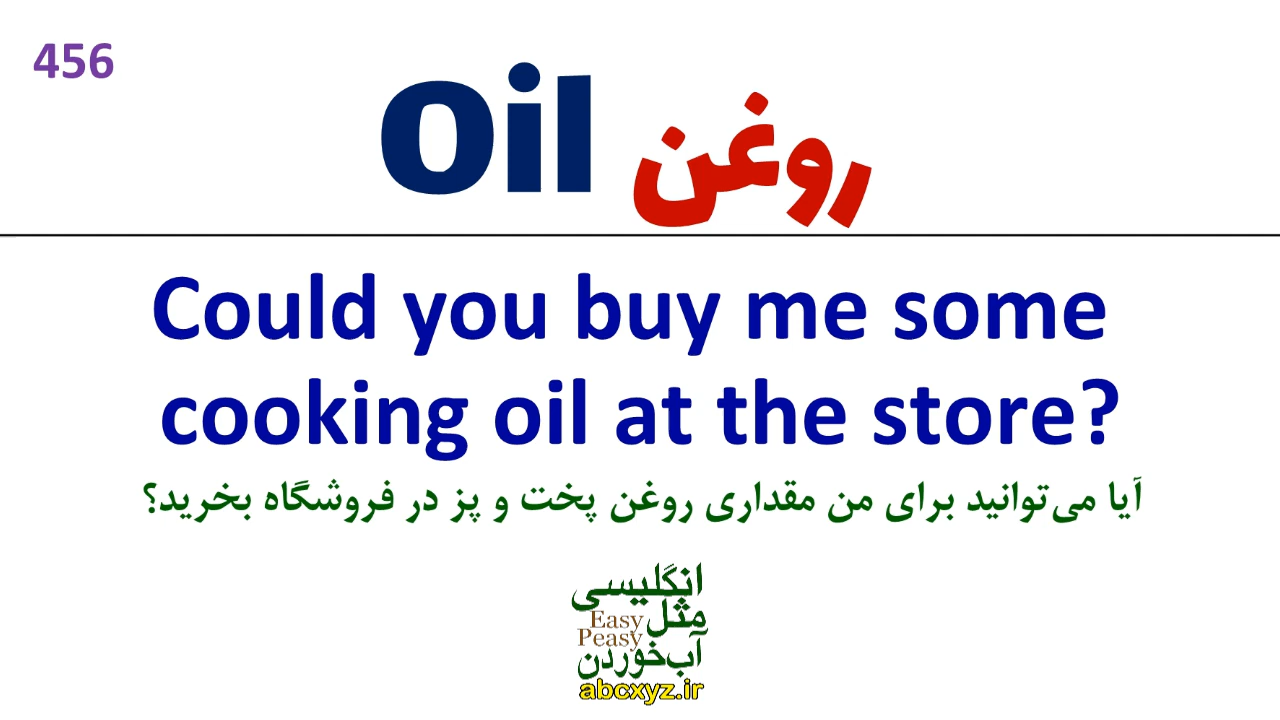 456
Oil روغن
Could you buy me some
cooking oil at the store?
آیا می‌توانید برای من مقداری روغن پخت و پز در فروشگاه بخرید؟
انگلیسی
مثل
Easy
Peasy
آب‌خوردن
abcxyz.ir